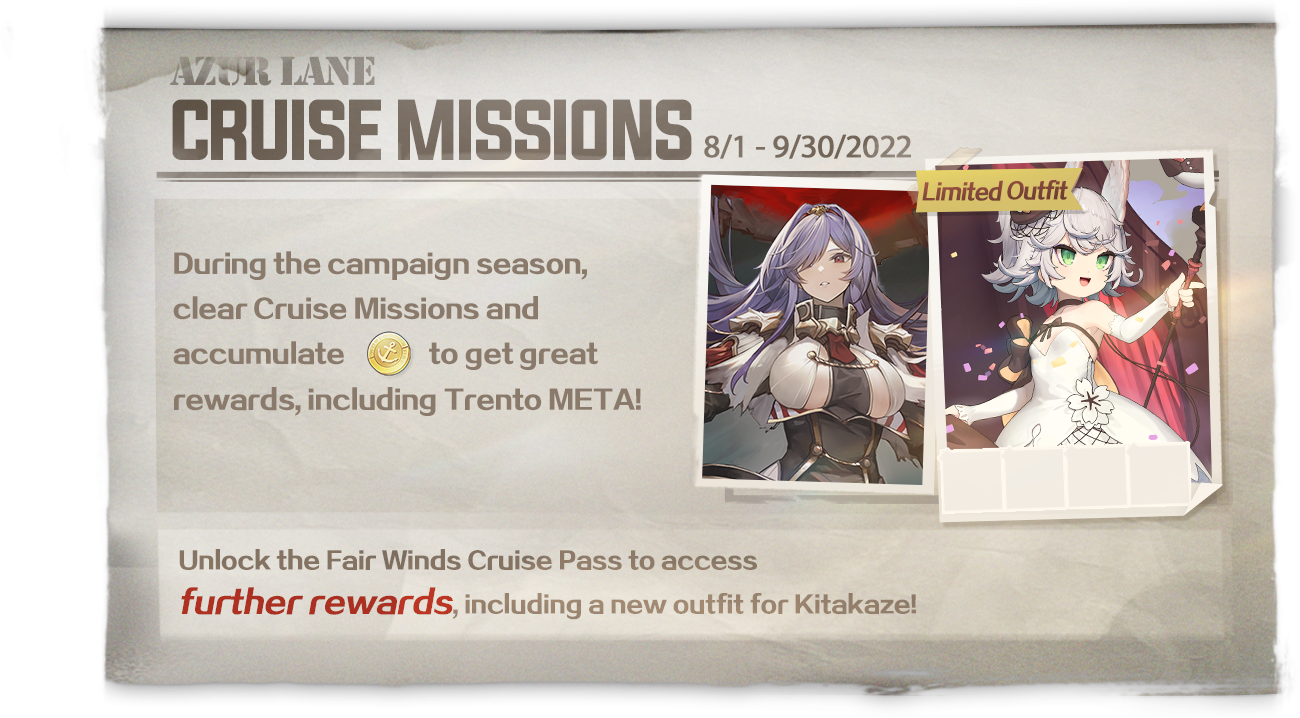 AZUR LANE
CRUISE MISSIONS 8/1 - 9/30/2022
Limited Outfit
During the campaign season,
clear Cruise Missions and
accumulate to get great
rewards, including Trento META!
Unlock the Fair Winds Cruise Pass to access
further rewards, including a new outfit for Kitakaze!